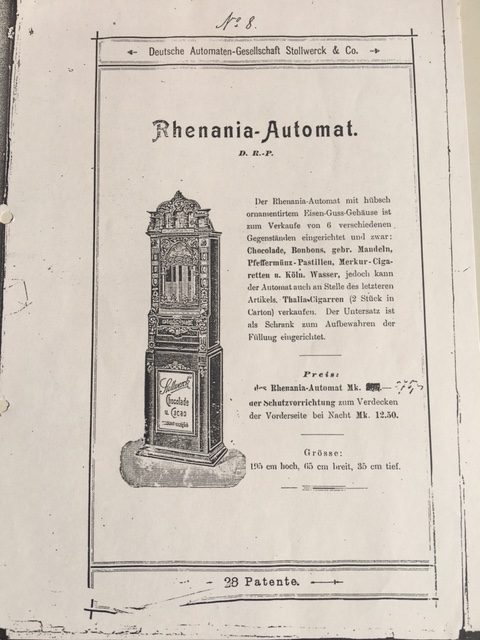 No 8.
Deutsche Automaten-Gesellschaft Stollwerck & Co.
Rhenania-Automat.
D. R.-P.
Der Rhenania-Automat mit hübsch
ornamentirtem Eisen-Guss-Gehäuse ist
zum Verkaufe von 6 verschiedenen
Gegenständen eingerichtet und zwar:
Chocolade, Bonbons, gebr. Mandeln,
Pfeffermünz-Pastillen, Merkur-Ciga-
retten u. Köln. Wasser, jedoch kann
der Automat auch an Stelle des letzteren
Artikels, Thalia-Cigarren (2 Stück in
Carton) verkaufen. Der Untersatz ist
als Schrank zum Aufbewahren der
Füllung eingerichtet.
Preis:
des Rhenania-Automat Mk.
der Schutzvorrichtung zum Verdecken
der Vorderseite bei Nacht Mk. 12.50.
Grösse:
195 cm hoch, 65 cm breit, 35 cm tief.
Stollwerck
Chocolade
u. Cacao
28 Patente.